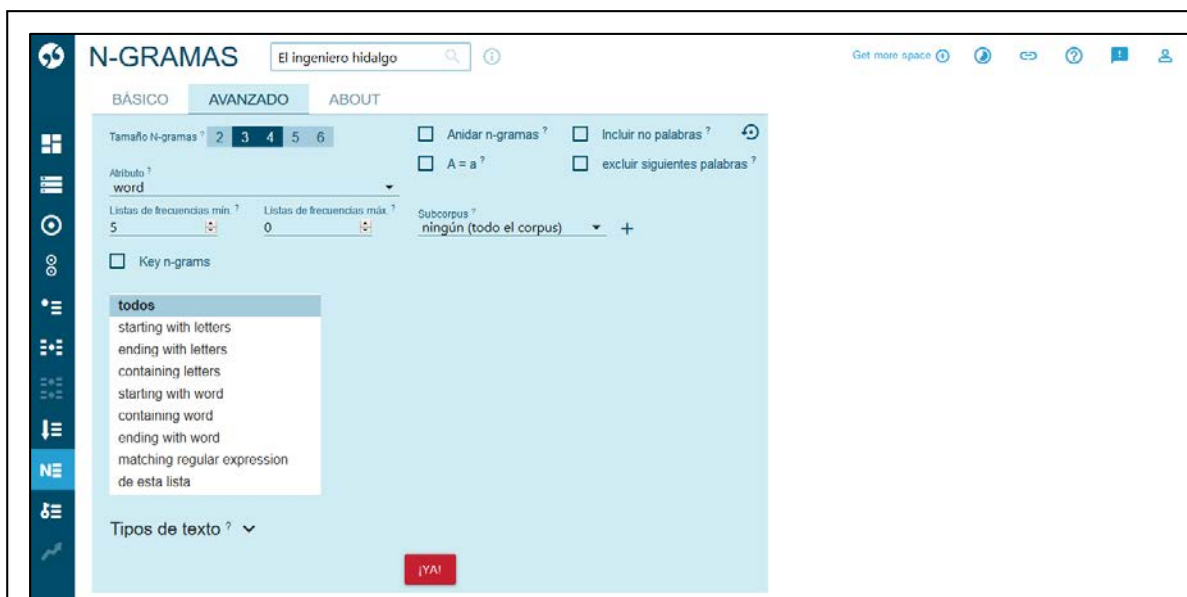 N-GRAMAS El ingeniero hidalgo Get more space
BÁSICO AVANZADO ABOUT
Tamaño N-gramas ? 2 3 4 5 6
Anidar n-gramas ? Incluir no palabras ?
A = a ? excluir siguientes palabras ?
Atributo ?
word
Listas de frecuencias mín. ? Listas de frecuencias máx. ? Subcorpus ?
5 0 ningún (todo el corpus) +
Key n-grams
todos
starting with letters
ending with letters
containing letters
starting with word
containing word
ending with word
matching regular expression
de esta lista
Tipos de texto ?
¡YA!